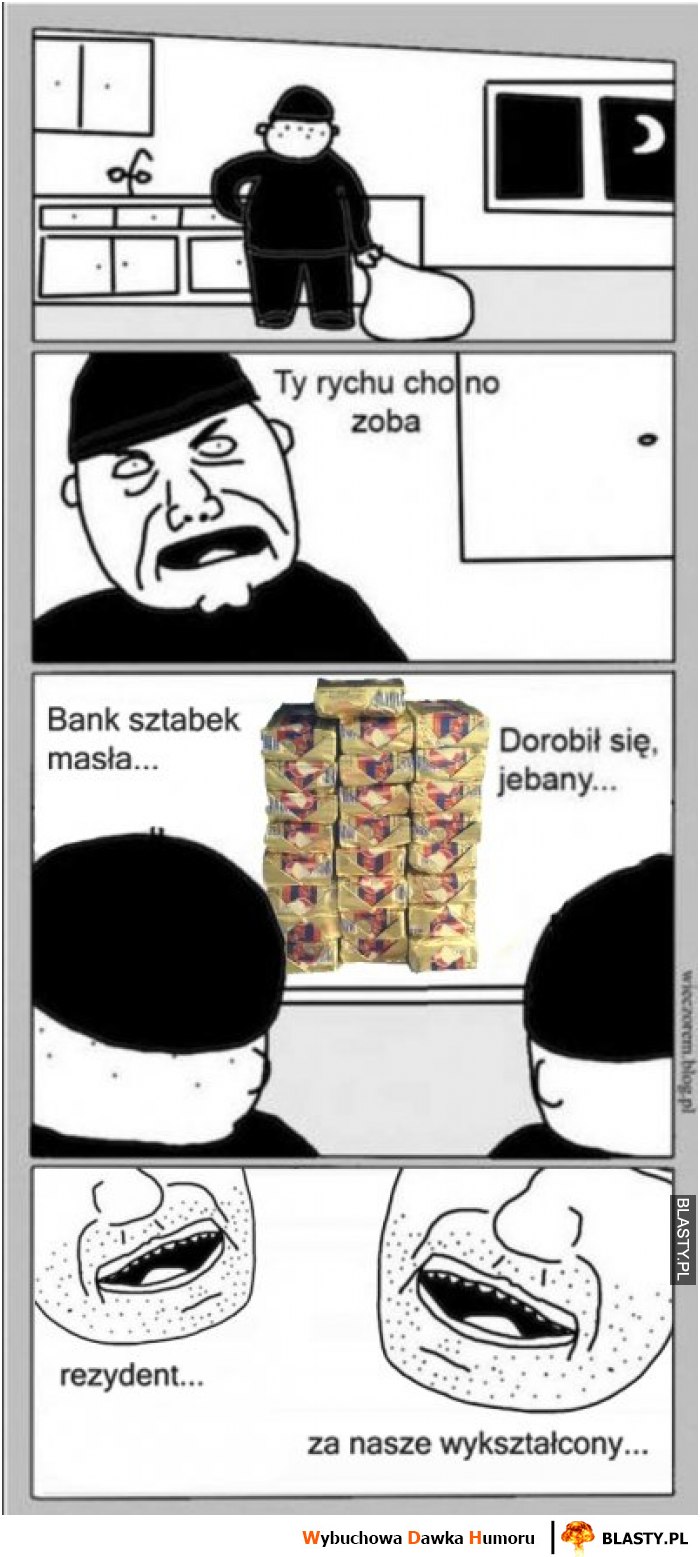 Ty rychu cho no
zoba
Bank sztabek
masła...
Dorobił się,
jebany...
wieczorem.blog.pl
BLASTY.PL
rezydent...
za nasze wykształcony...
Wybuchowa Dawka Humoru
BLASTY.PL